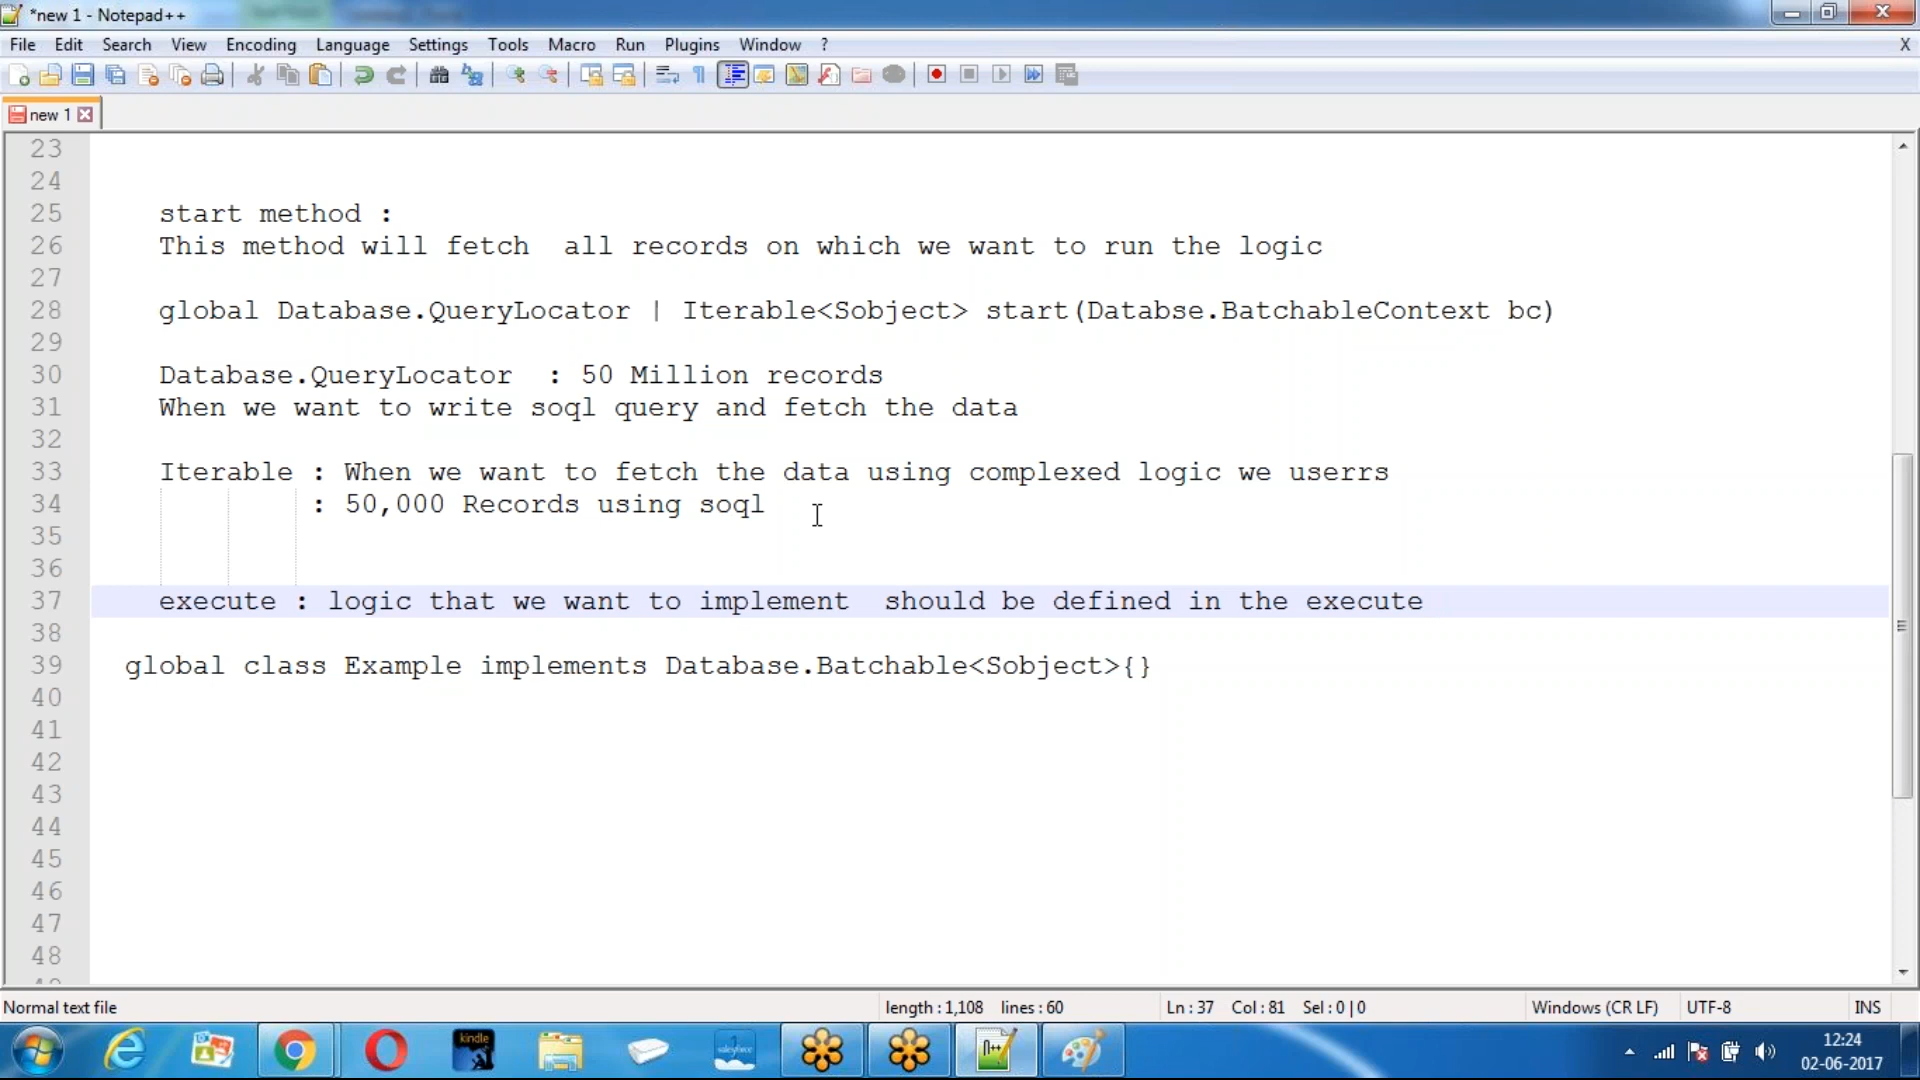 *new 1 - Notepad++
File Edit Search View Encoding Language Settings Tools Macro Run Plugins Window ? X
new 1
23
24
25 start method :
26 This method will fetch  all records on which we want to run the logic
27
28 global Database.QueryLocator | Iterable<Sobject> start(Databse.BatchableContext bc)
29
30 Database.QueryLocator  : 50 Million records
31 When we want to write soql query and fetch the data
32
33 Iterable : When we want to fetch the data using complexed logic we userrs
34 : 50,000 Records using soql
35
36
37 execute : logic that we want to implement  should be defined in the execute
38
39 global class Example implements Database.Batchable<Sobject>{}
40
41
42
43
44
45
46
47
48
Normal text file length : 1,108 lines : 60 Ln : 37 Col : 81 Sel : 0 | 0 Windows (CR LF) UTF-8 INS
kindle
salesforce
12:24
02-06-2017